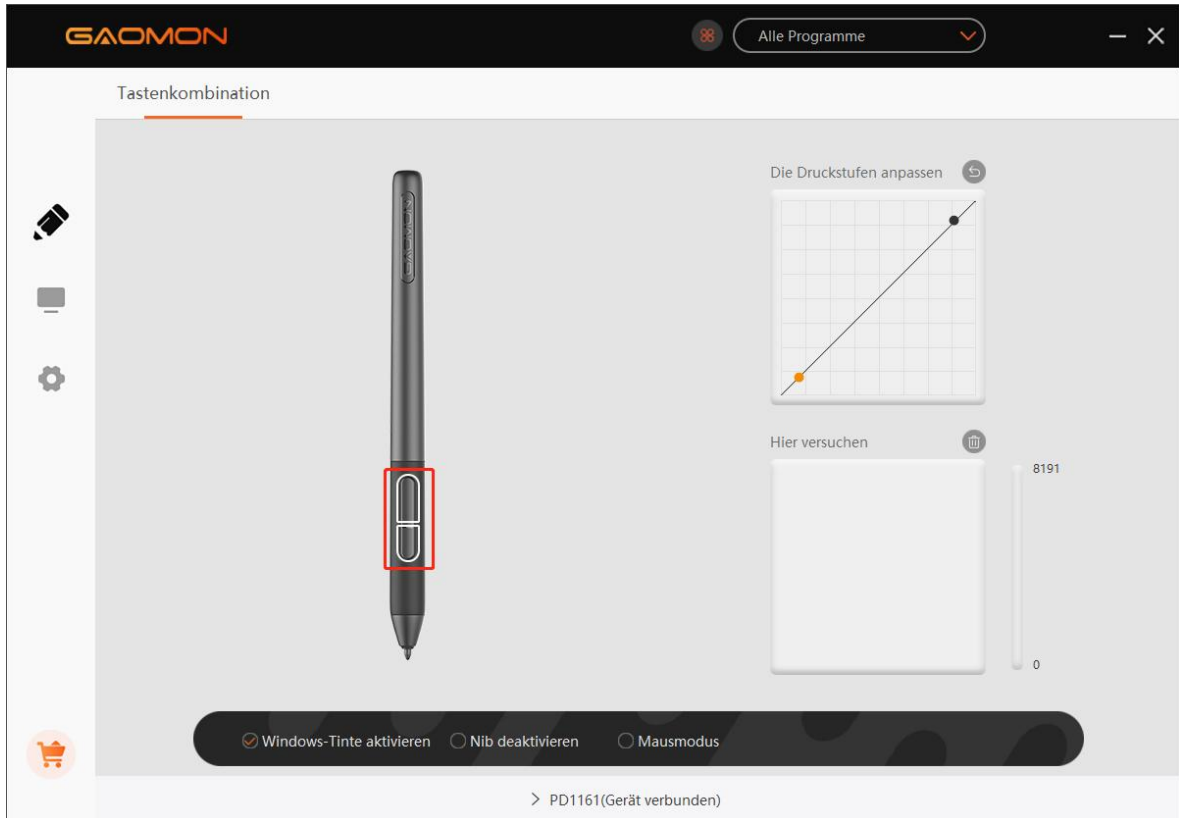 GAOMON
Alle Programme
Tastenkombination
GAOMON
Die Druckstufen anpassen
Hier versuchen
8191
0
Windows-Tinte aktivieren
Nib deaktivieren
Mausmodus
PD1161(Gerät verbunden)